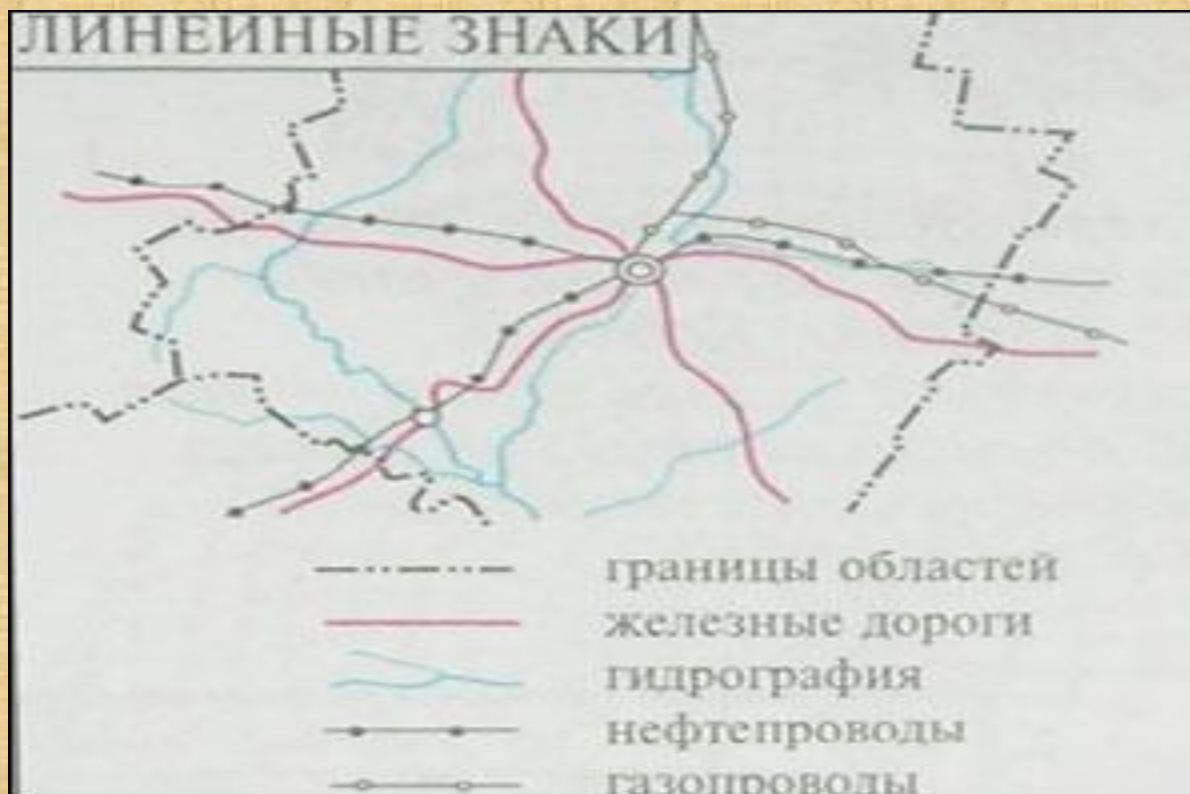 ЛИНЕЙНЫЕ ЗНАКИ
границы областей
железные дороги
гидрография
нефтепроводы
газопроводы